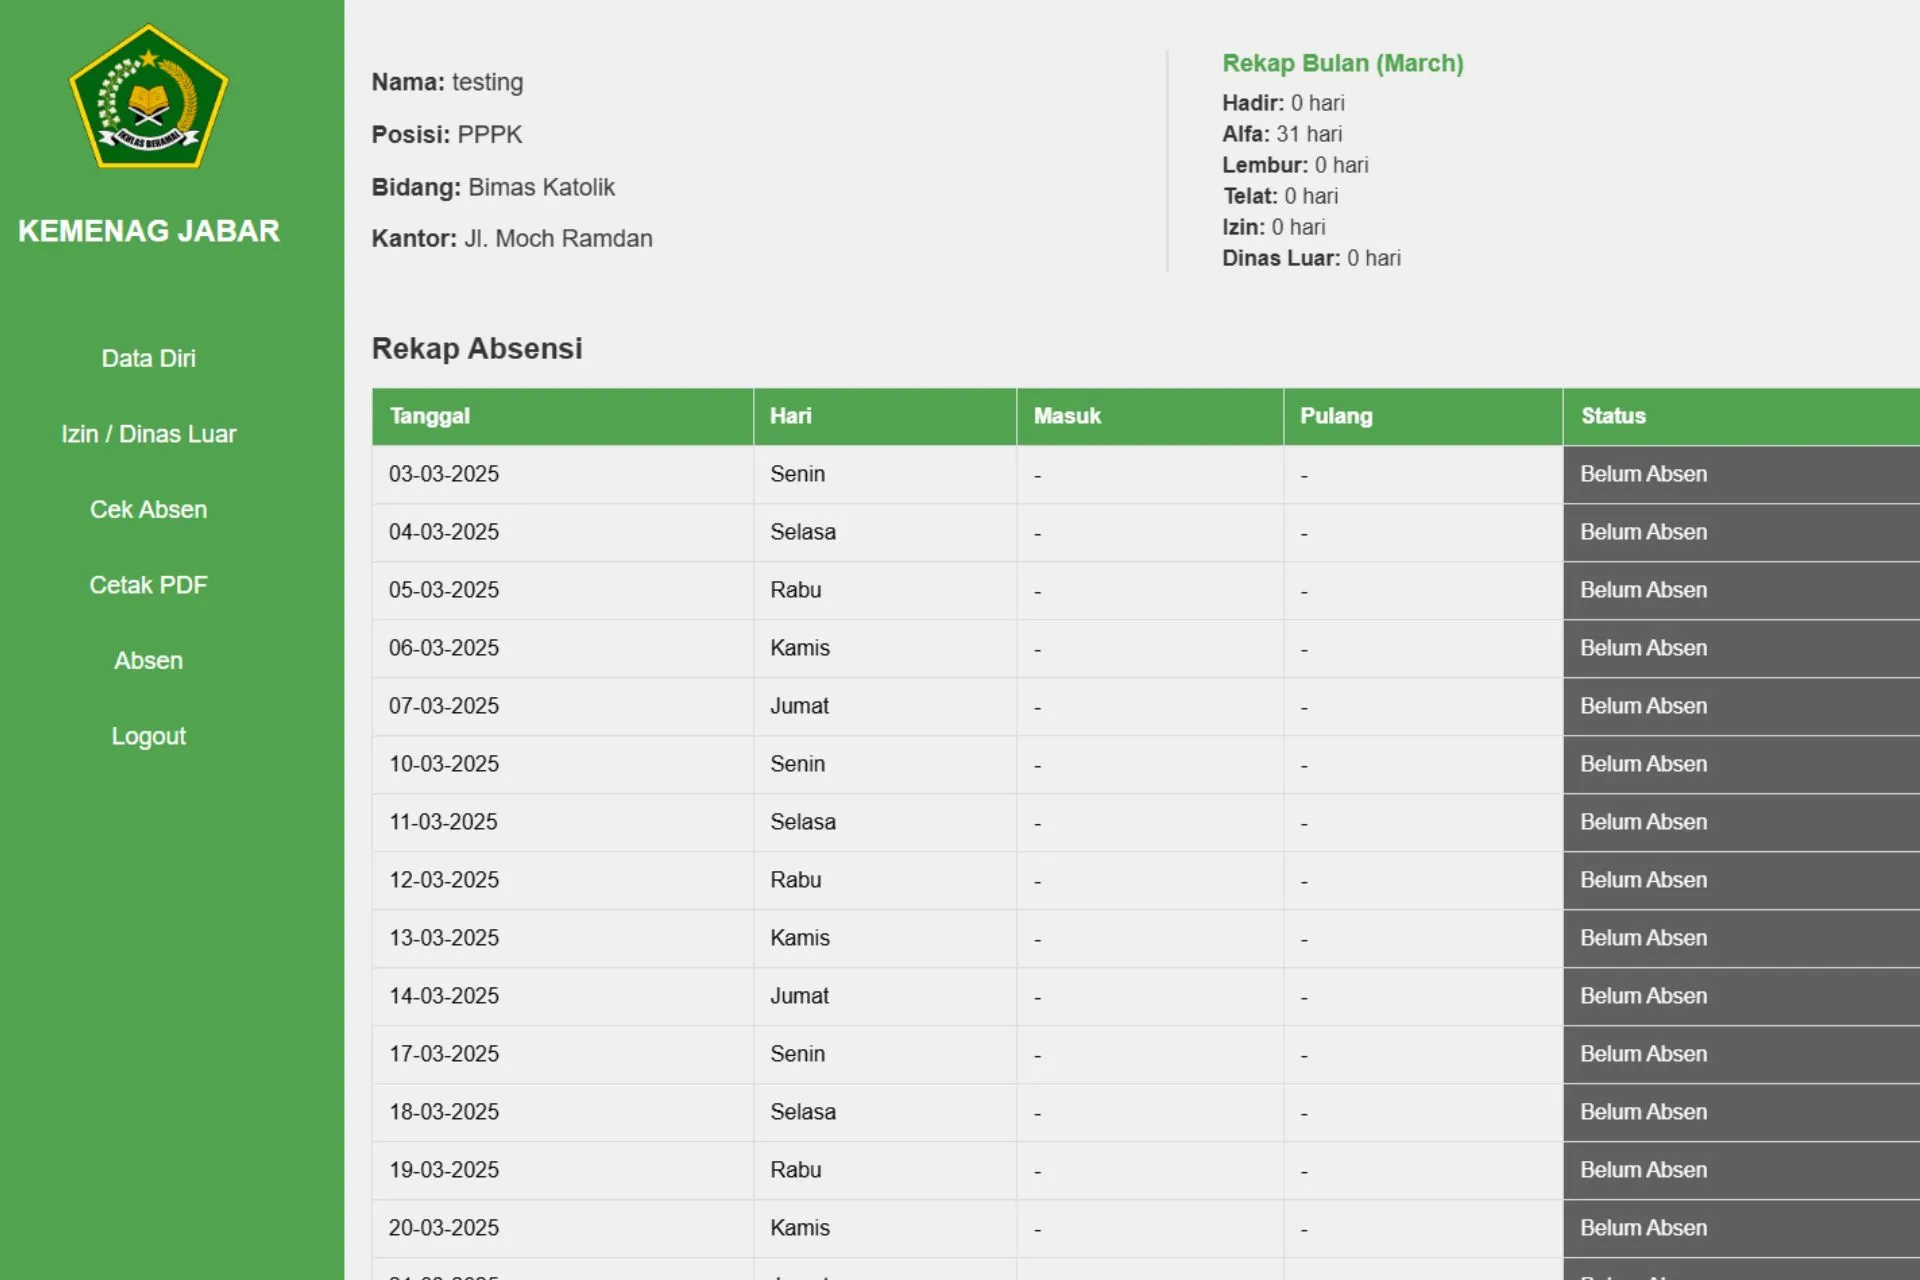 IKHLAS BERAMAL
KEMENAG JABAR
Data Diri
Izin / Dinas Luar
Cek Absen
Cetak PDF
Absen
Logout
Nama: testing
Posisi: PPPK
Bidang: Bimas Katolik
Kantor: Jl. Moch Ramdan
Rekap Bulan (March)
Hadir: 0 hari
Alfa: 31 hari
Lembur: 0 hari
Telat: 0 hari
Izin: 0 hari
Dinas Luar: 0 hari
Rekap Absensi
Tanggal Hari Masuk Pulang Status
03-03-2025 Senin - - Belum Absen
04-03-2025 Selasa - - Belum Absen
05-03-2025 Rabu - - Belum Absen
06-03-2025 Kamis - - Belum Absen
07-03-2025 Jumat - - Belum Absen
10-03-2025 Senin - - Belum Absen
11-03-2025 Selasa - - Belum Absen
12-03-2025 Rabu - - Belum Absen
13-03-2025 Kamis - - Belum Absen
14-03-2025 Jumat - - Belum Absen
17-03-2025 Senin - - Belum Absen
18-03-2025 Selasa - - Belum Absen
19-03-2025 Rabu - - Belum Absen
20-03-2025 Kamis - - Belum Absen